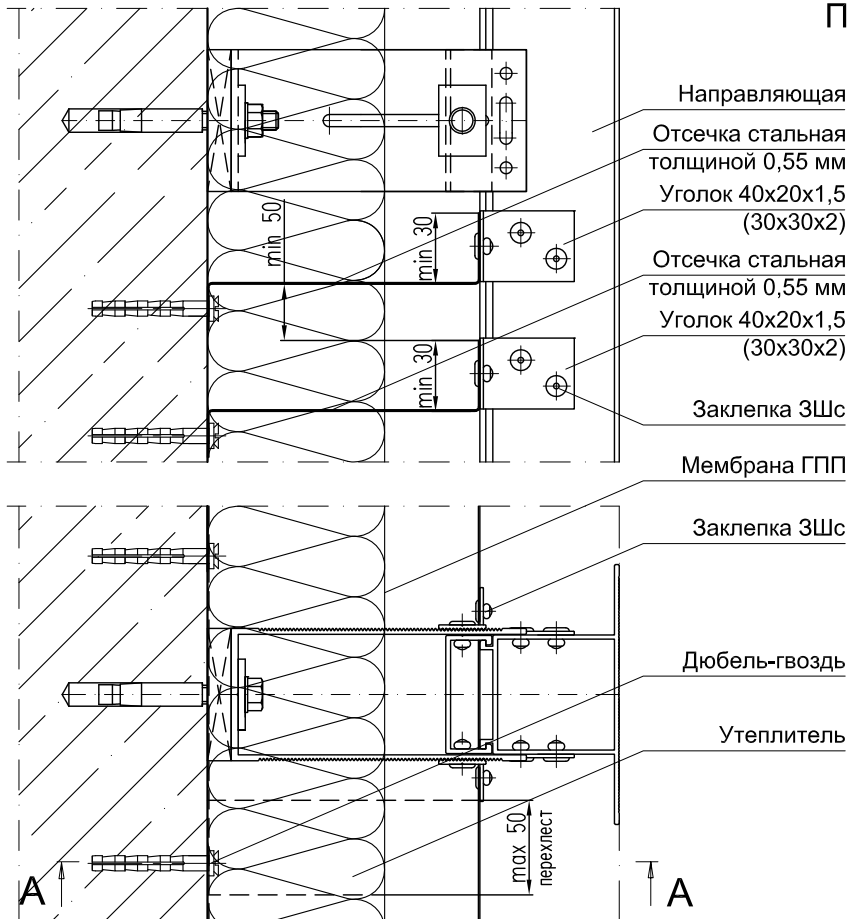 П
Направляющая
Отсечка стальная
толщиной 0,55 мм
Уголок 40х20х1,5
(30х30х2)
Отсечка стальная
толщиной 0,55 мм
Уголок 40х20х1,5
(30х30х2)
Заклепка ЗШс
Мембрана ГПП
Заклепка ЗШс
Дюбель-гвоздь
Утеплитель
min 50
min 30
min 30
max 50
перехлест
А
А